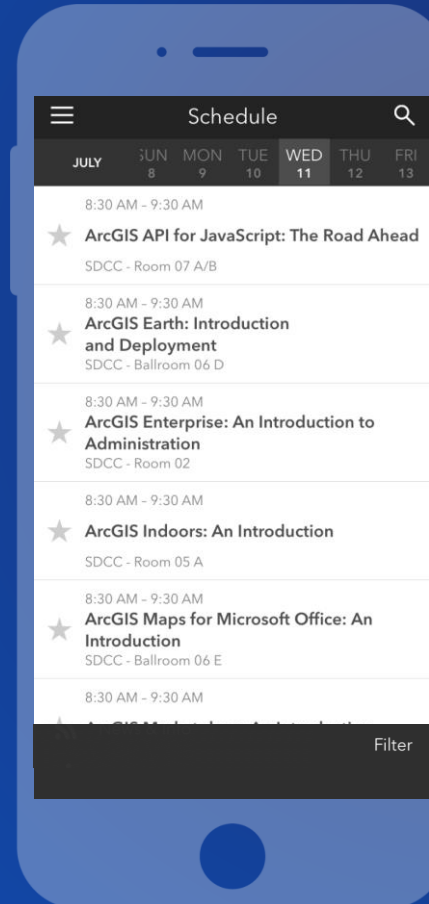 Schedule
JULY SUN MON TUE WED THU FRI
8 9 10 11 12 13
8:30 AM – 9:30 AM
ArcGIS API for JavaScript: The Road Ahead
SDCC - Room 07 A/B
8:30 AM – 9:30 AM
ArcGIS Earth: Introduction
and Deployment
SDCC - Ballroom 06 D
8:30 AM – 9:30 AM
ArcGIS Enterprise: An Introduction to
Administration
SDCC - Room 02
8:30 AM – 9:30 AM
ArcGIS Indoors: An Introduction
SDCC - Room 05 A
8:30 AM – 9:30 AM
ArcGIS Maps for Microsoft Office: An
Introduction
SDCC - Ballroom 06 E
8:30 AM – 9:30 AM
Filter